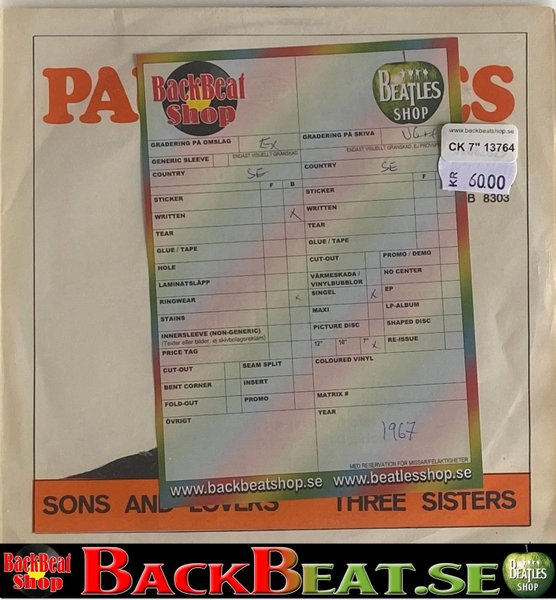 PA
ES
BackBeat
Shop
BEATLES
SHOP
www.backbeatshop.se
CK 7" 13764
KR 60.00
B 8303
GRADERING PÅ OMSLAG Ex
ENDAST VISUELLT GRANSKAD
GENERIC SLEEVE
COUNTRY SE
F B
STICKER
WRITTEN x
TEAR
GLUE / TAPE
HOLE
LAMINATSLÄPP
RINGWEAR x
STAINS
INNERSLEEVE (NON-GENERIC)
(Texter eller bilder, ej skivbolagsreklam)
PRICE TAG
CUT-OUT SEAM SPLIT
BENT CORNER INSERT
FOLD-OUT PROMO
ÖVRIGT
GRADERING PÅ SKIVA
ENDAST VISUELLT GRANSKAD, EJ
COUNTRY SE
F
STICKER
WRITTEN
TEAR
GLUE / TAPE
CUT-OUT PROMO / DEMO
VÄRMESKADA / VINYLBUBBLOR NO CENTER
SINGEL x EP
MAXI LP-ALBUM
PICTURE DISC SHAPED DISC
12" 10" 7" x RE-ISSUE
COLOURED VINYL
MATRIX #
YEAR
1967
MED RESERVATION FÖR MISSAR/FELAKTIGHETER
www.backbeatshop.se www.beatlesshop.se
SONS AND LOVERS THREE SISTERS
BackBeat
Shop
BACKBEAT.SE
BEATLES
SHOP